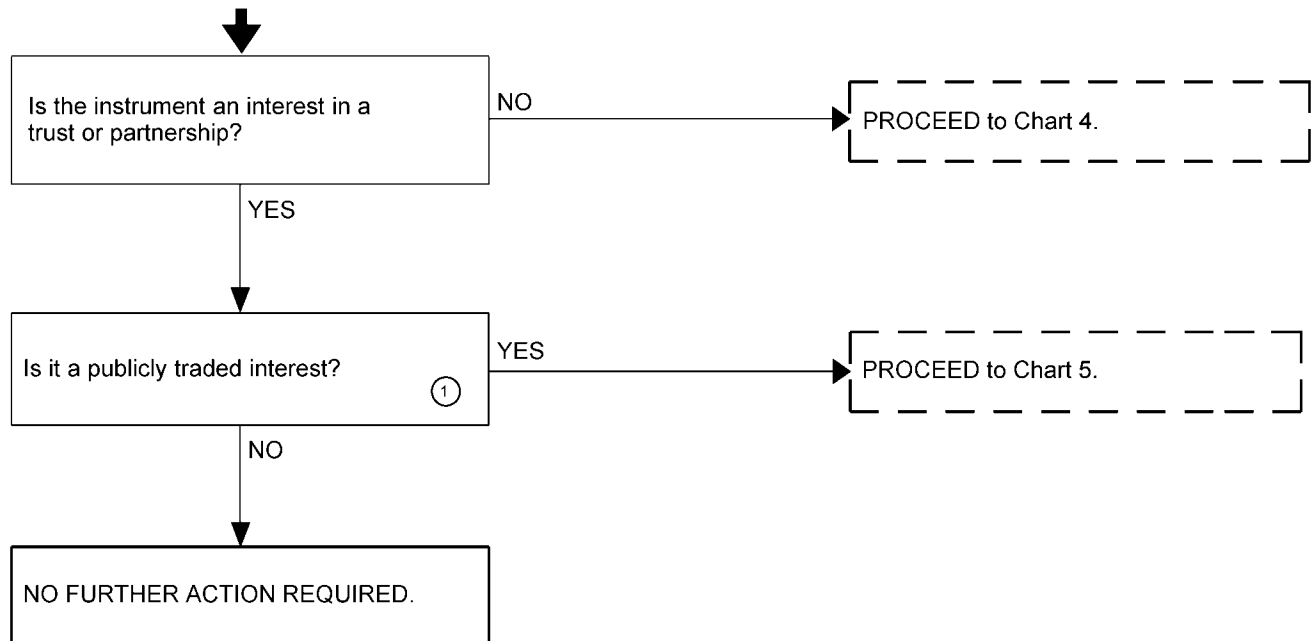 Is the instrument an interest in a
trust or partnership?
NO
PROCEED to Chart 4.
YES
Is it a publicly traded interest?
1
YES
PROCEED to Chart 5.
NO
NO FURTHER ACTION REQUIRED.